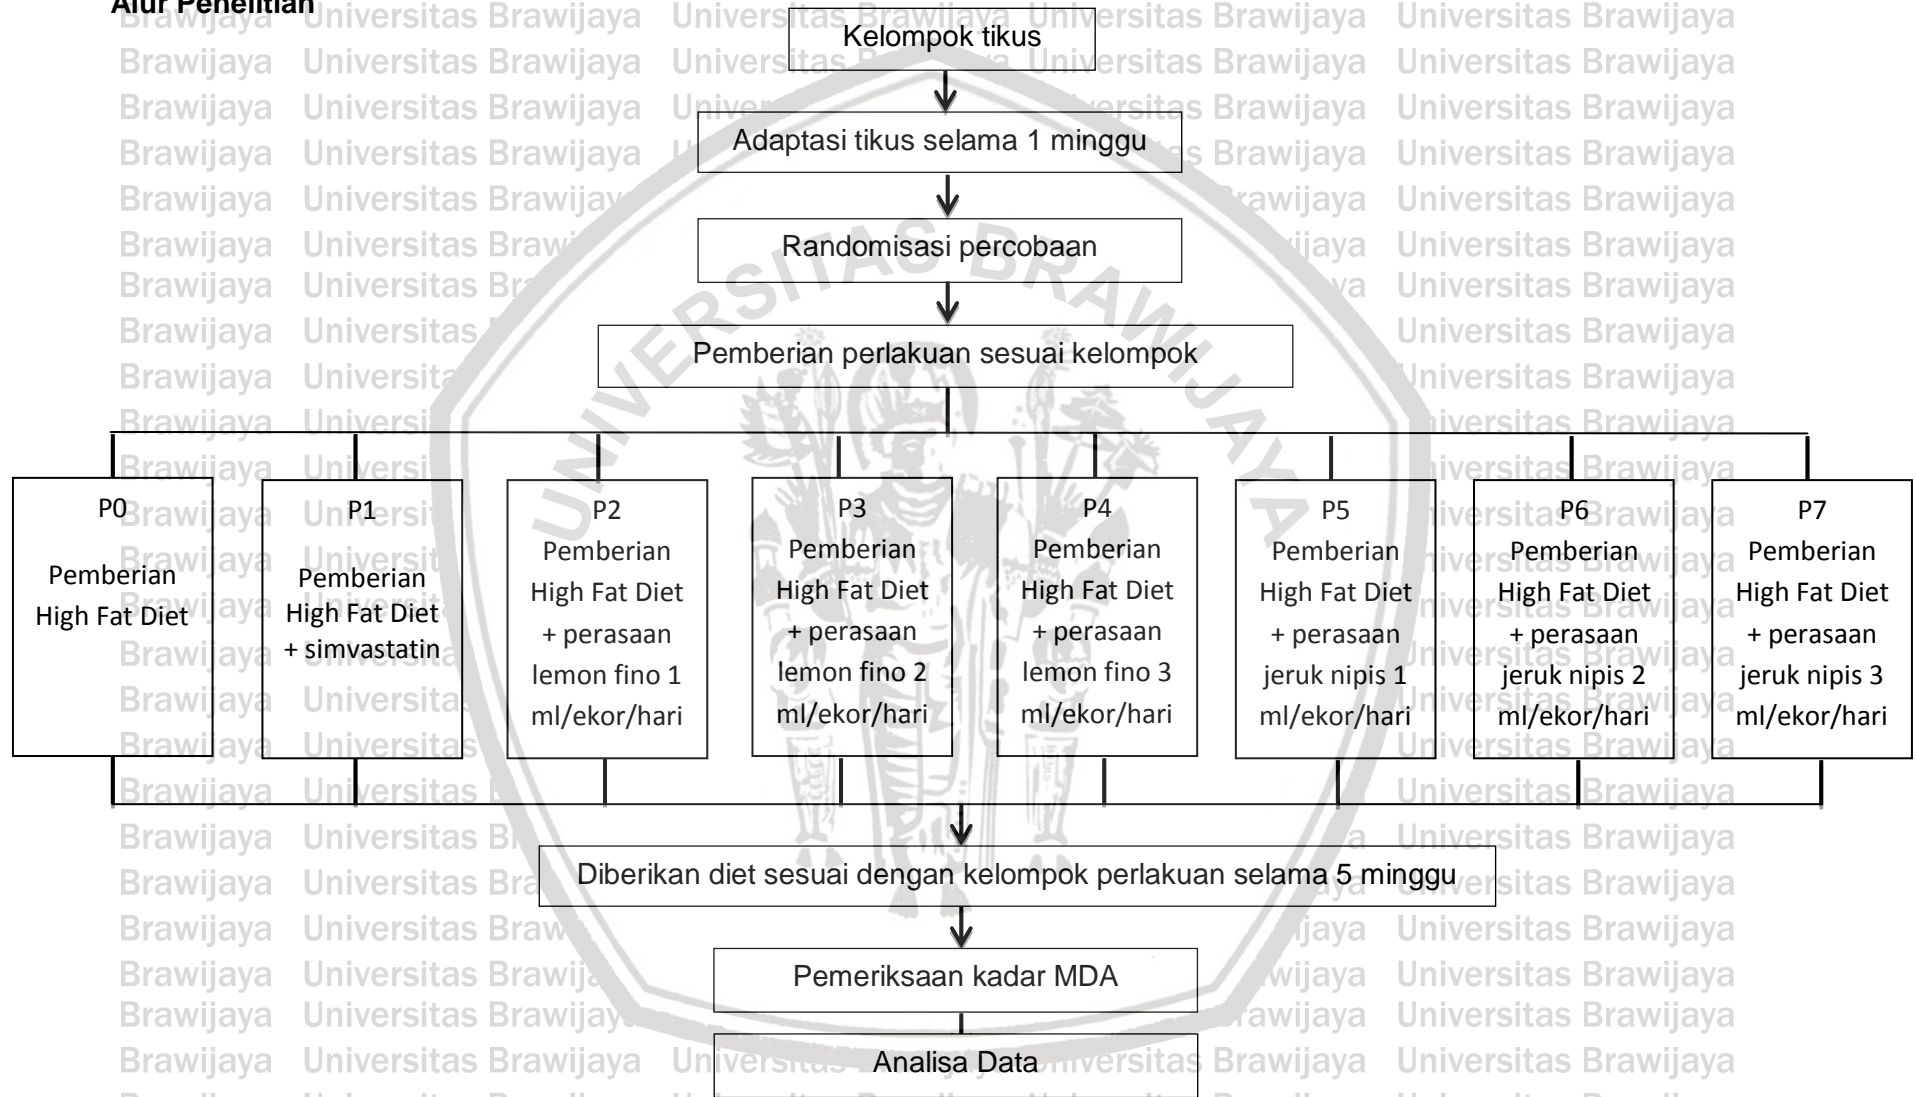 Alur Penelitian
Kelompok tikus
Adaptasi tikus selama 1 minggu
Randomisasi percobaan
Pemberian perlakuan sesuai kelompok
P0
Pemberian
High Fat Diet
P1
Pemberian
High Fat Diet
+ simvastatin
P2
Pemberian
High Fat Diet
+ perasaan
lemon fino 1
ml/ekor/hari
P3
Pemberian
High Fat Diet
+ perasaan
lemon fino 2
ml/ekor/hari
P4
Pemberian
High Fat Diet
+ perasaan
lemon fino 3
ml/ekor/hari
P5
Pemberian
High Fat Diet
+ perasaan
jeruk nipis 1
ml/ekor/hari
P6
Pemberian
High Fat Diet
+ perasaan
jeruk nipis 2
ml/ekor/hari
P7
Pemberian
High Fat Diet
+ perasaan
jeruk nipis 3
ml/ekor/hari
Diberikan diet sesuai dengan kelompok perlakuan selama 5 minggu
Pemeriksaan kadar MDA
Analisa Data
UNIVERSITAS BRAWIJAYA